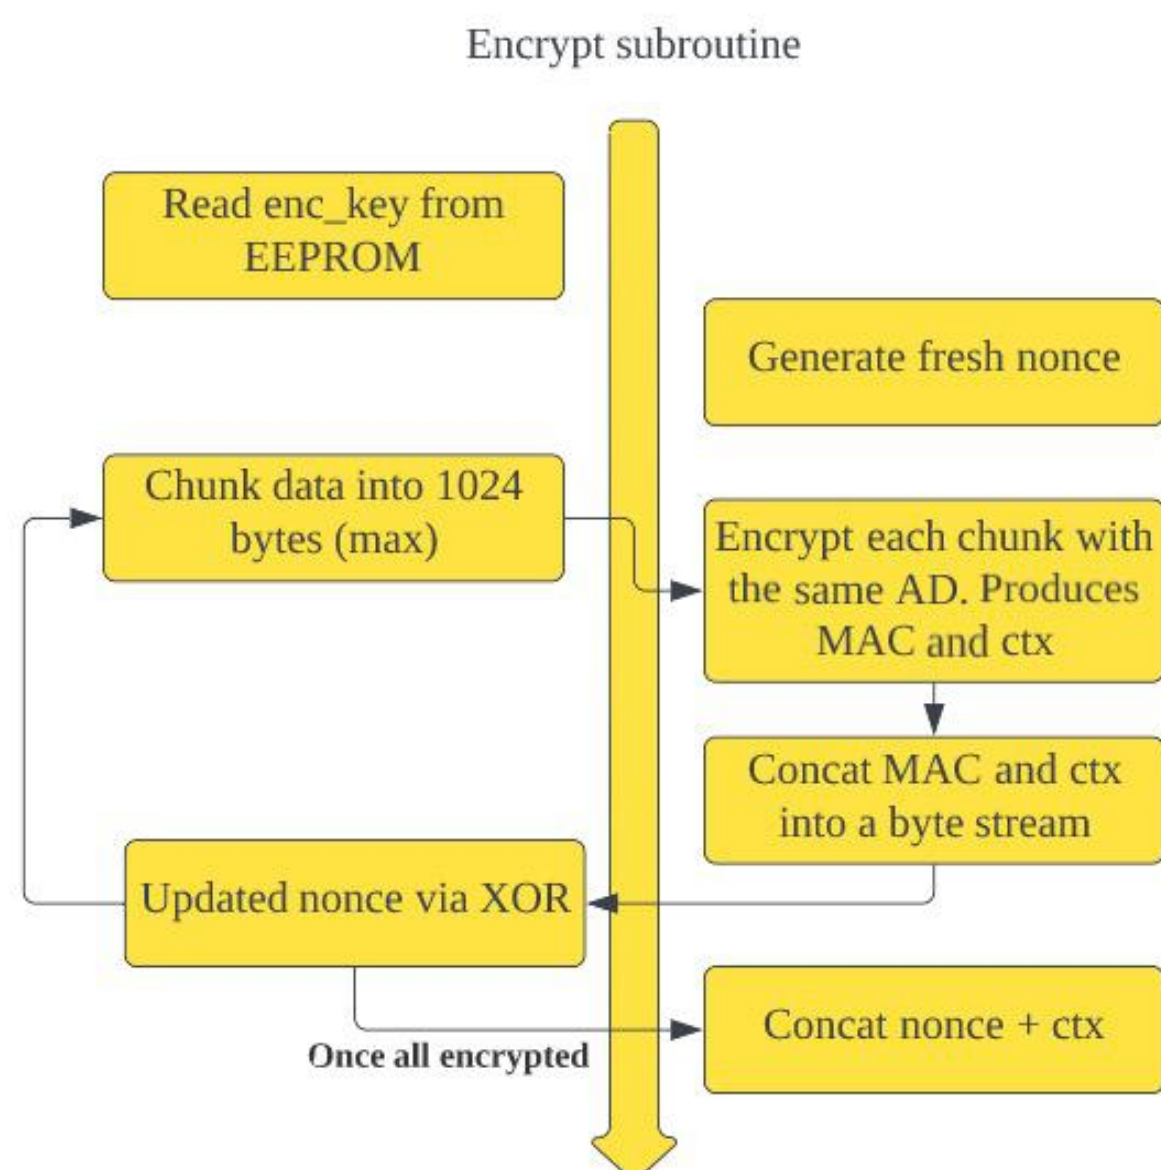 Encrypt subroutine
Read enc_key from
EEPROM
Generate fresh nonce
Chunk data into 1024
bytes (max)
Encrypt each chunk with
the same AD. Produces
MAC and ctx
Concat MAC and ctx
into a byte stream
Updated nonce via XOR
Concat nonce + ctx
Once all encrypted